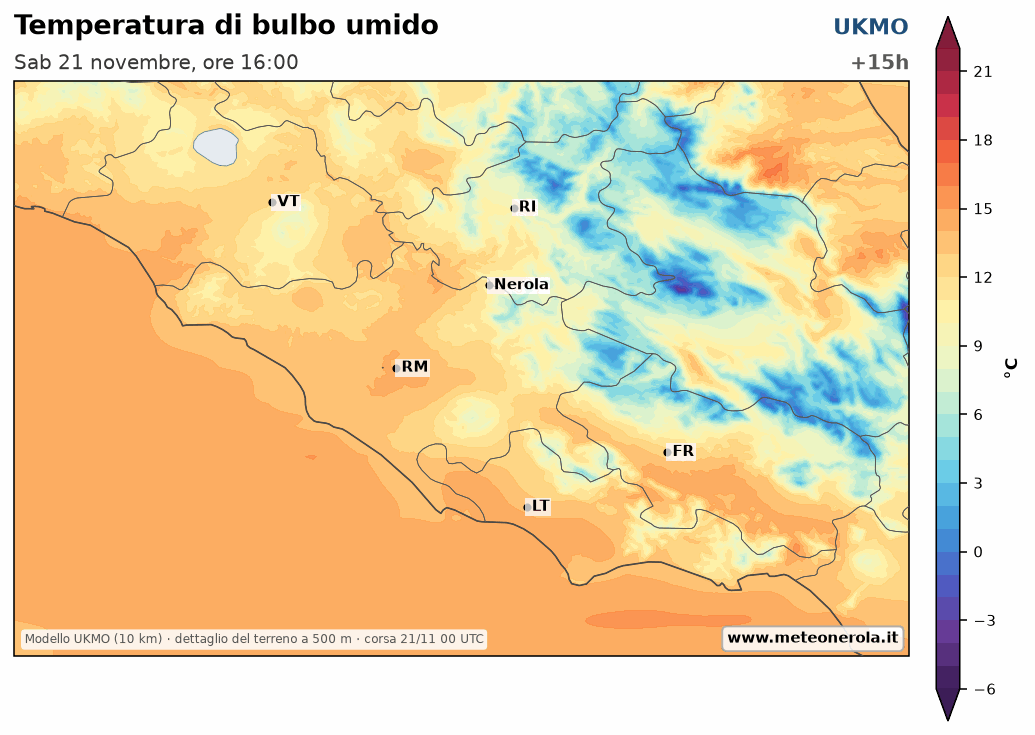 Temperatura di bulbo umido
UKMO
Sab 21 novembre, ore 16:00
+15h
VT
RI
Nerola
RM
FR
LT
Modello UKMO (10 km) · dettaglio del terreno a 500 m · corsa 21/11 00 UTC
www.meteonerola.it
21
18
15
12
9
6
3
0
−3
−6
°C